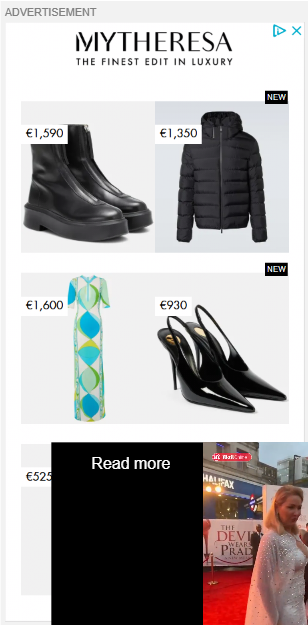 ADVERTISEMENT
MYTHERESA
THE FINEST EDIT IN LUXURY
NEW
€1,590
€1,350
NEW
€1,600
€930
€525
Read more
MailOnline
HALIFAX
THE
DEVIL
WEARS
PRADA